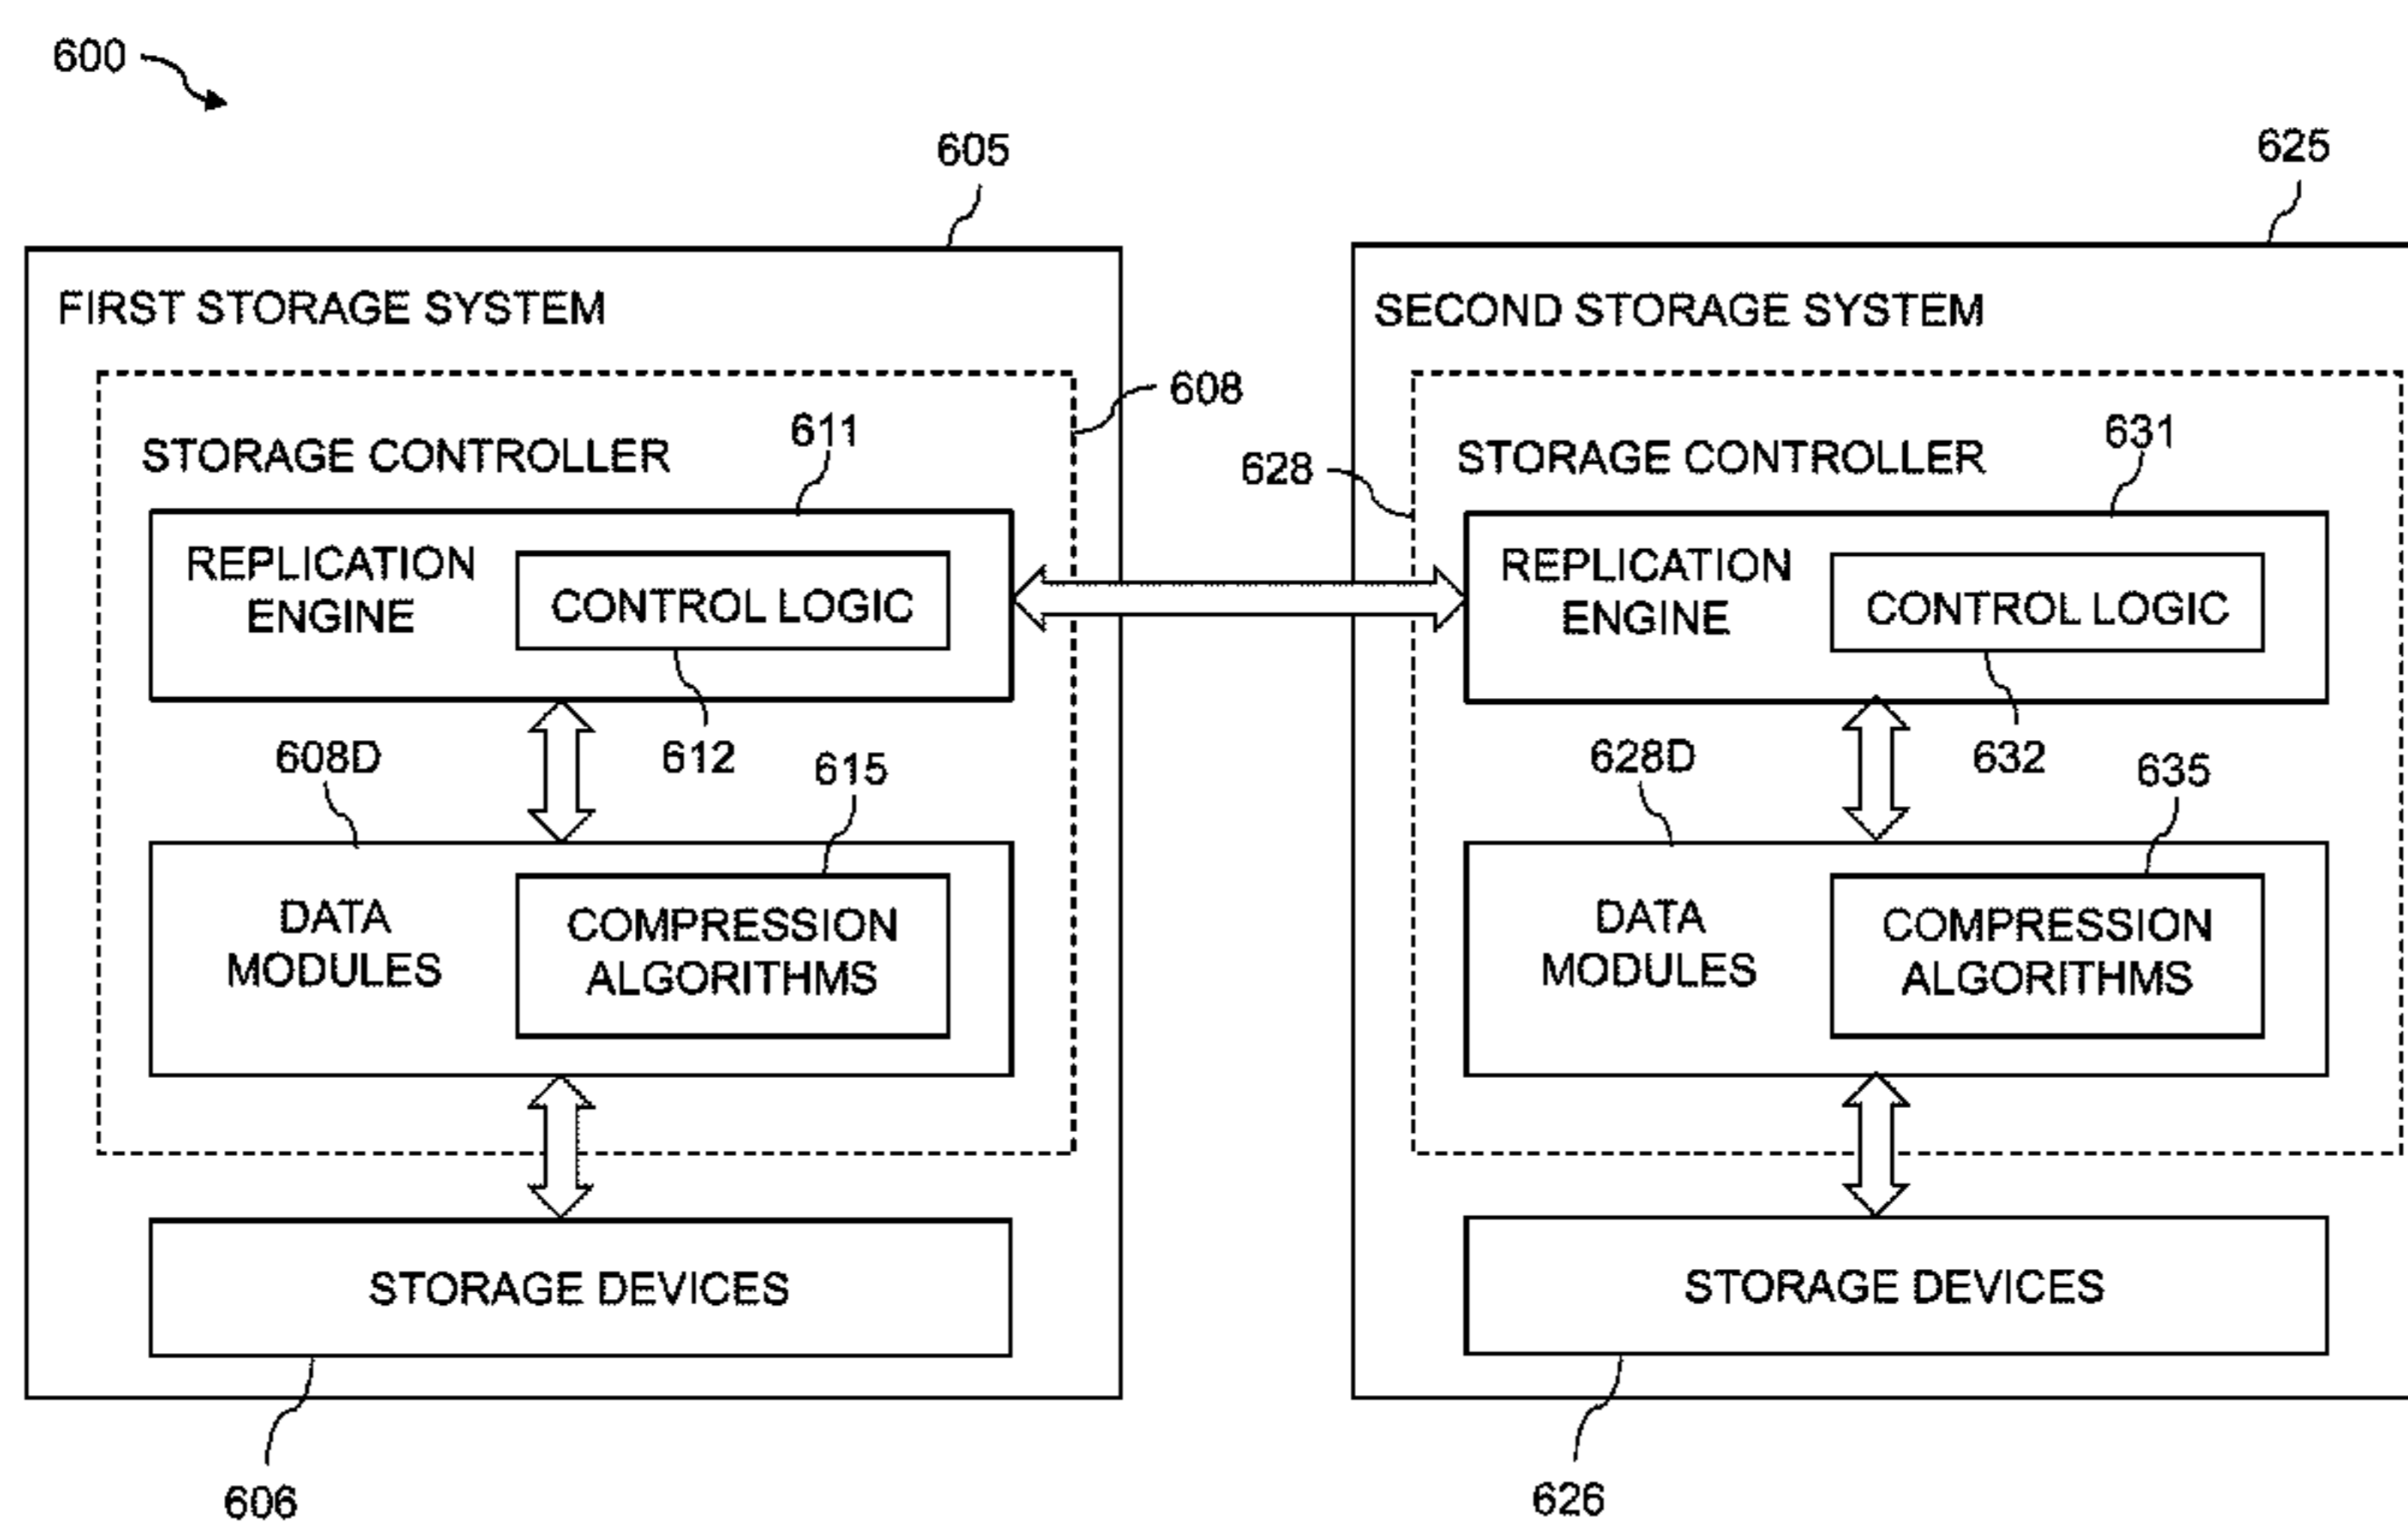 600
605
625
FIRST STORAGE SYSTEM
SECOND STORAGE SYSTEM
608
628
STORAGE CONTROLLER
611
REPLICATION
ENGINE
CONTROL LOGIC
612
608D
615
DATA
MODULES
COMPRESSION
ALGORITHMS
STORAGE DEVICES
606
STORAGE CONTROLLER
631
REPLICATION
ENGINE
CONTROL LOGIC
632
628D
635
DATA
MODULES
COMPRESSION
ALGORITHMS
STORAGE DEVICES
626